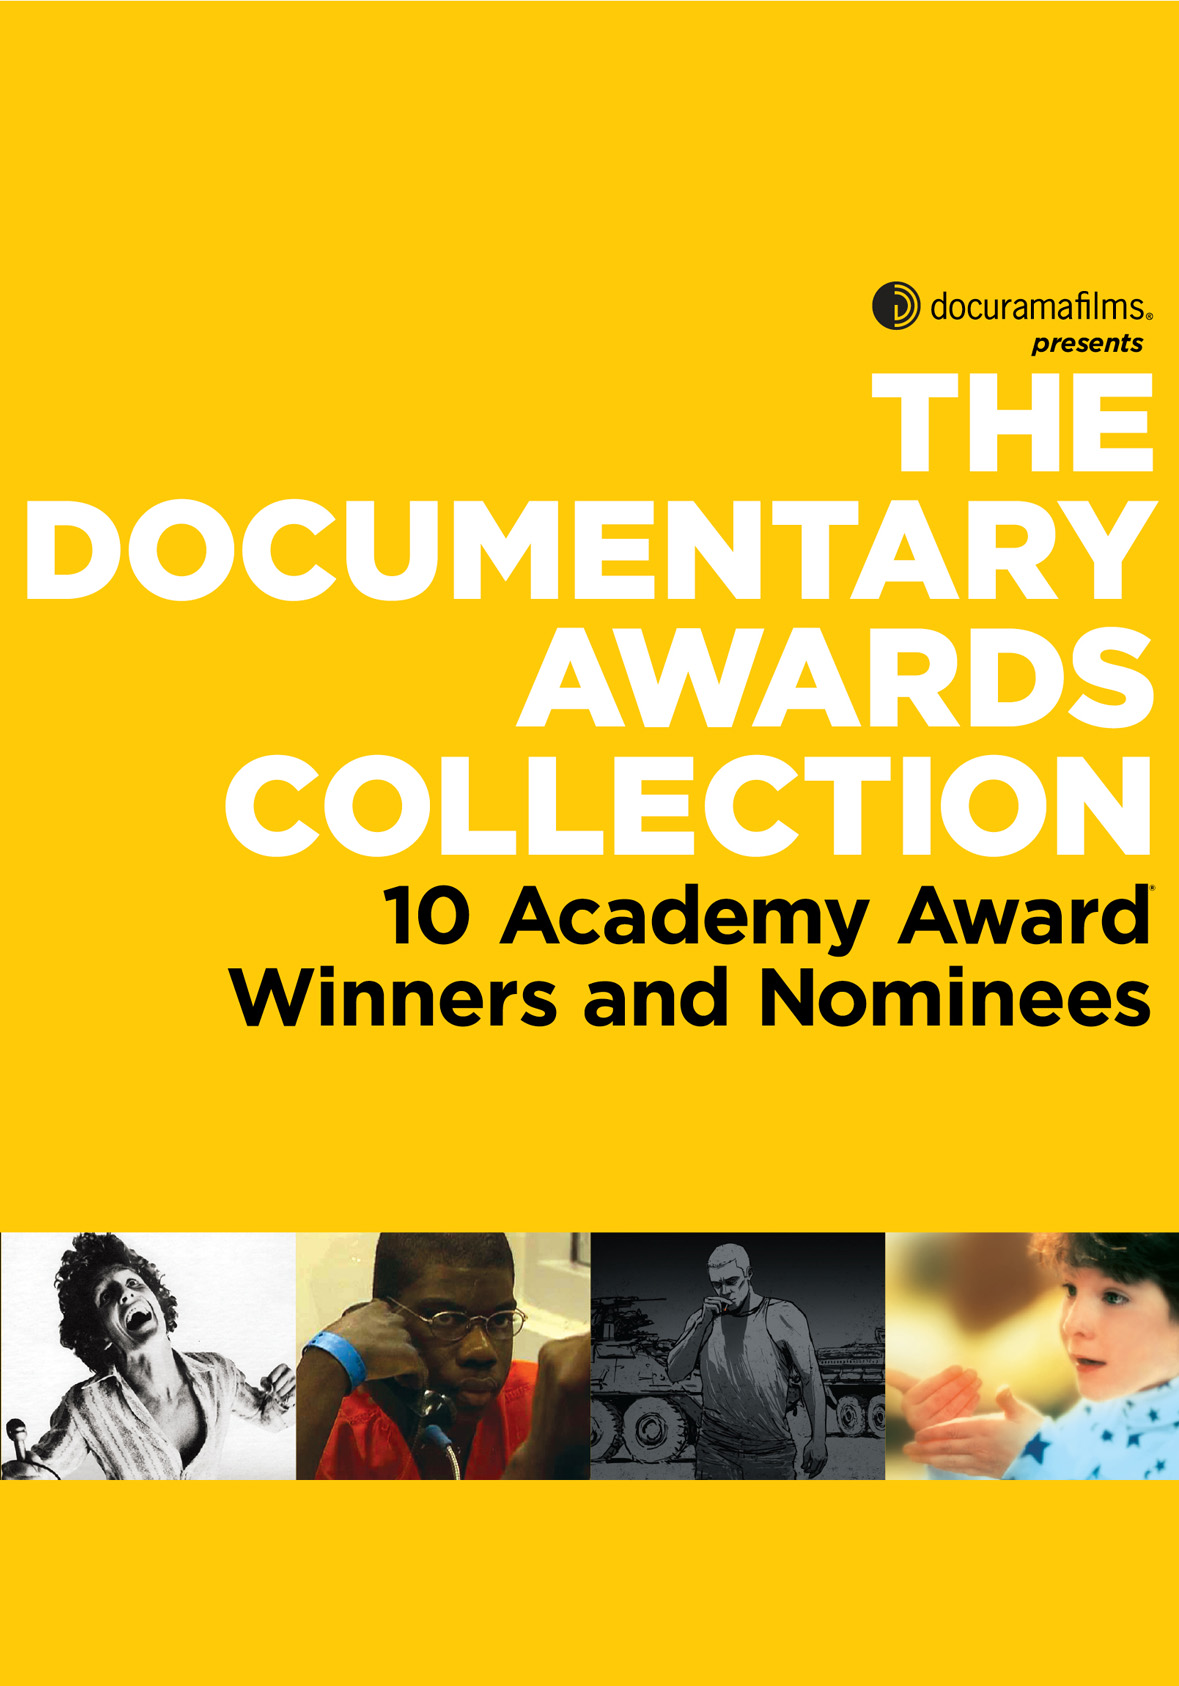 docuramafilms®
presents
THE
DOCUMENTARY
AWARDS
COLLECTION
10 Academy Award®
Winners and Nominees